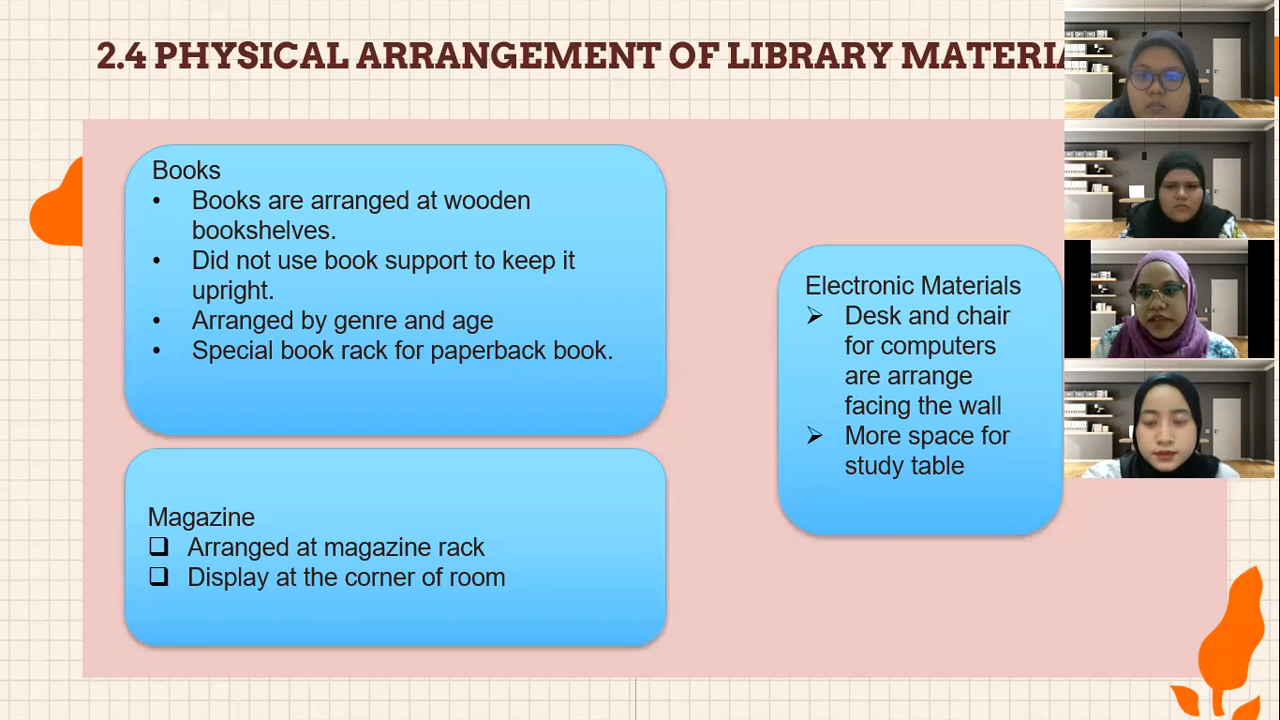 2.4 PHYSICAL ARRANGEMENT OF LIBRARY
Books
• Books are arranged at wooden
bookshelves.
• Did not use book support to keep it
upright.
• Arranged by genre and age
• Special book rack for paperback book.
Magazine
❑ Arranged at magazine rack
❑ Display at the corner of room
Electronic Materials
➢ Desk and chair
for computers
are arrange
facing the wall
➢ More space for
study table